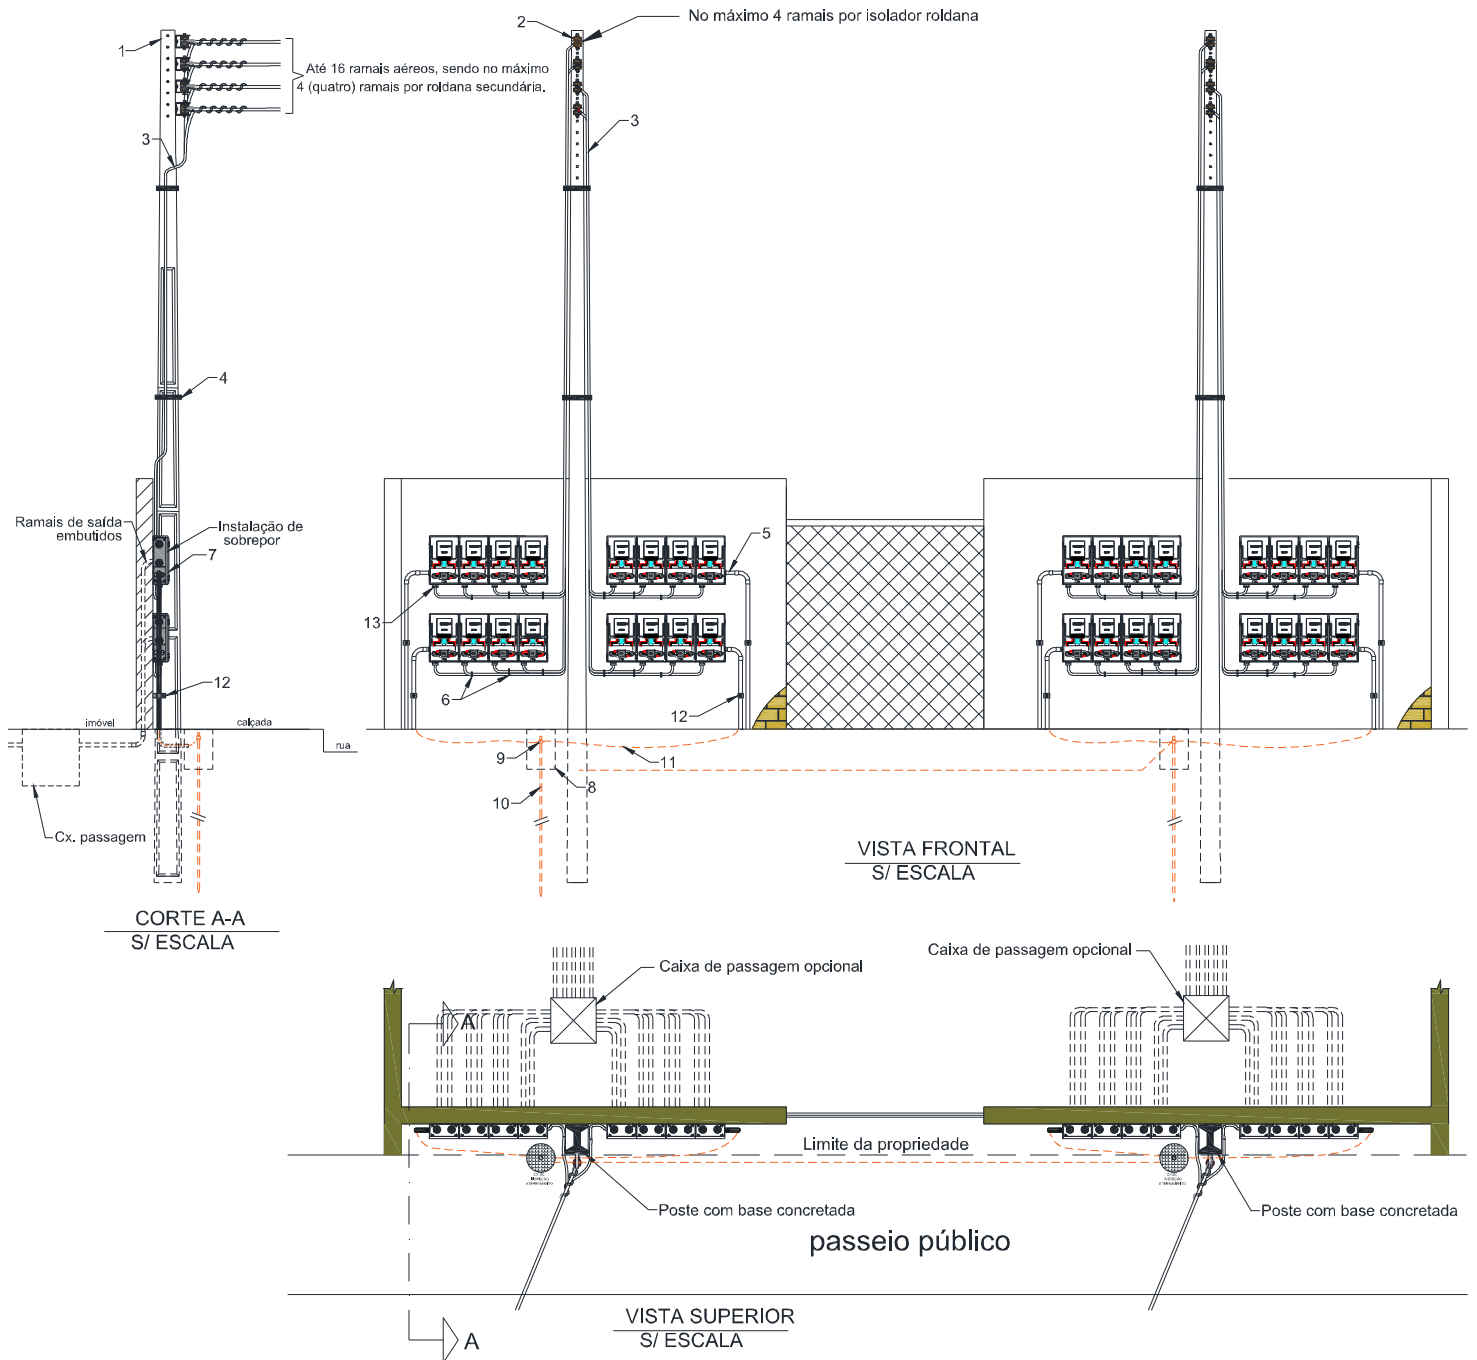 2
No máximo 4 ramais por isolador roldana
1
Até 16 ramais aéreos, sendo no máximo
4 (quatro) ramais por roldana secundária.
3
3
4
Ramais de saída
embutidos
Instalação de
sobrepor
7
5
13
6
12
12
imóvel
calçada
rua
9
11
8
10
Cx. passagem
VISTA FRONTAL
S/ ESCALA
CORTE A-A
S/ ESCALA
Caixa de passagem opcional
Caixa de passagem opcional
A
Limite da propriedade
INSPEÇÃO
ATERRAMENTO
INSPEÇÃO
ATERRAMENTO
Poste com base concretada
Poste com base concretada
passeio público
VISTA SUPERIOR
S/ ESCALA
A